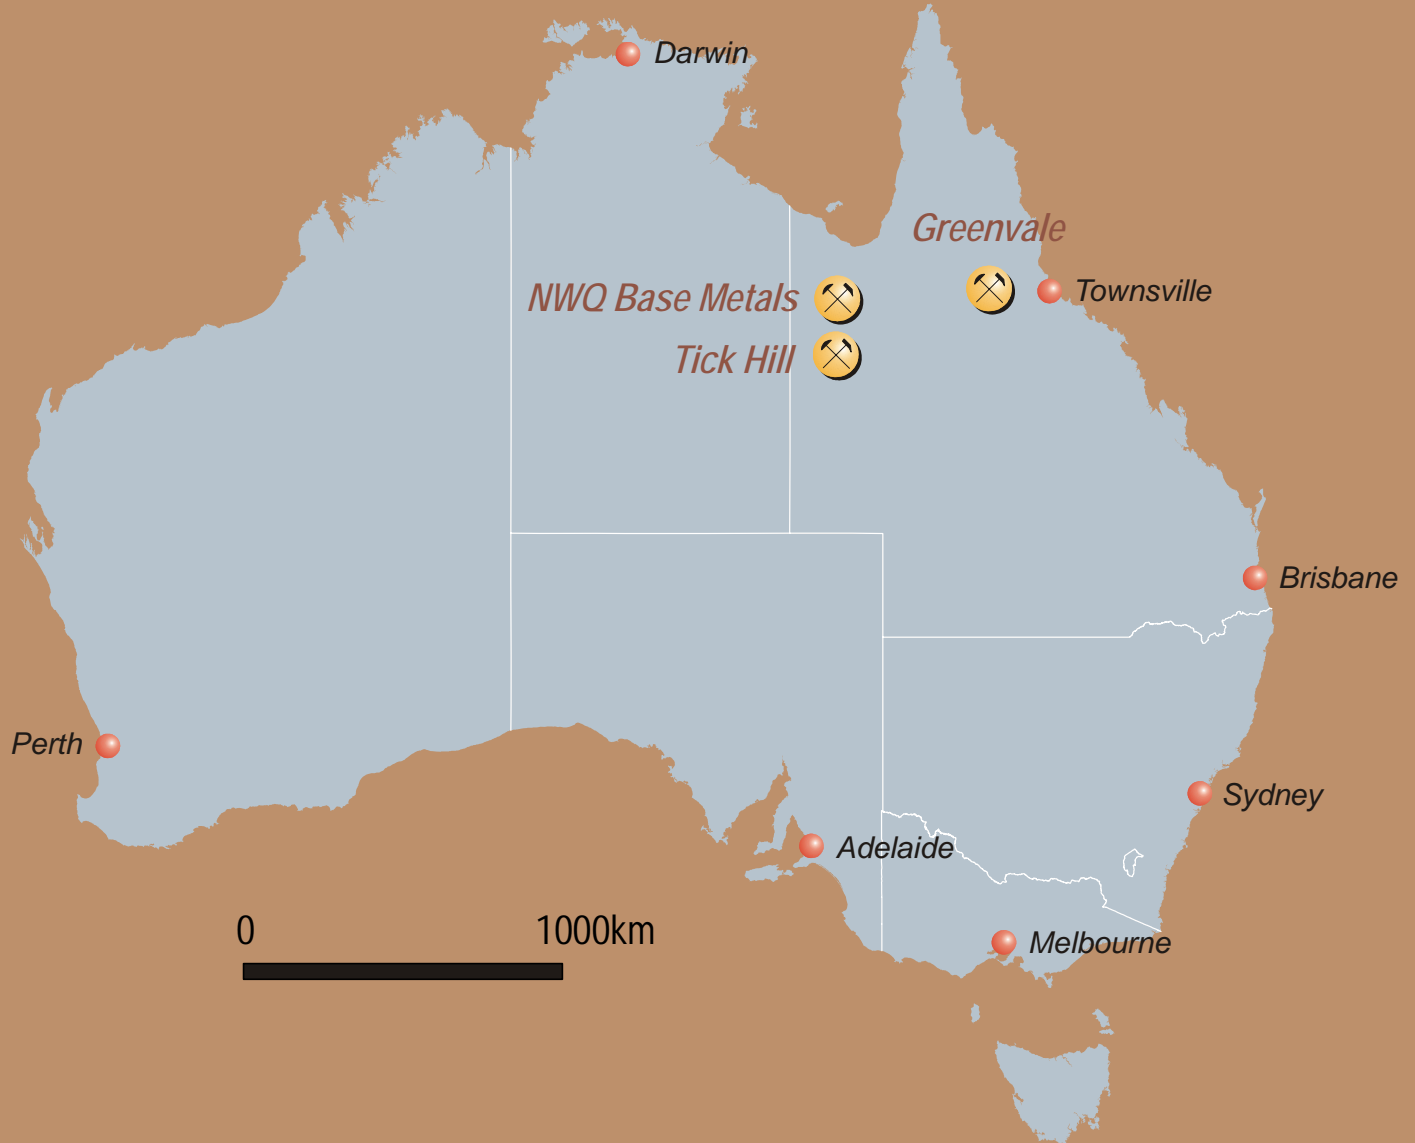 Darwin
Greenvale
NWQ Base Metals
Townsville
Tick Hill
Brisbane
Perth
Sydney
Adelaide
0 1000km
Melbourne